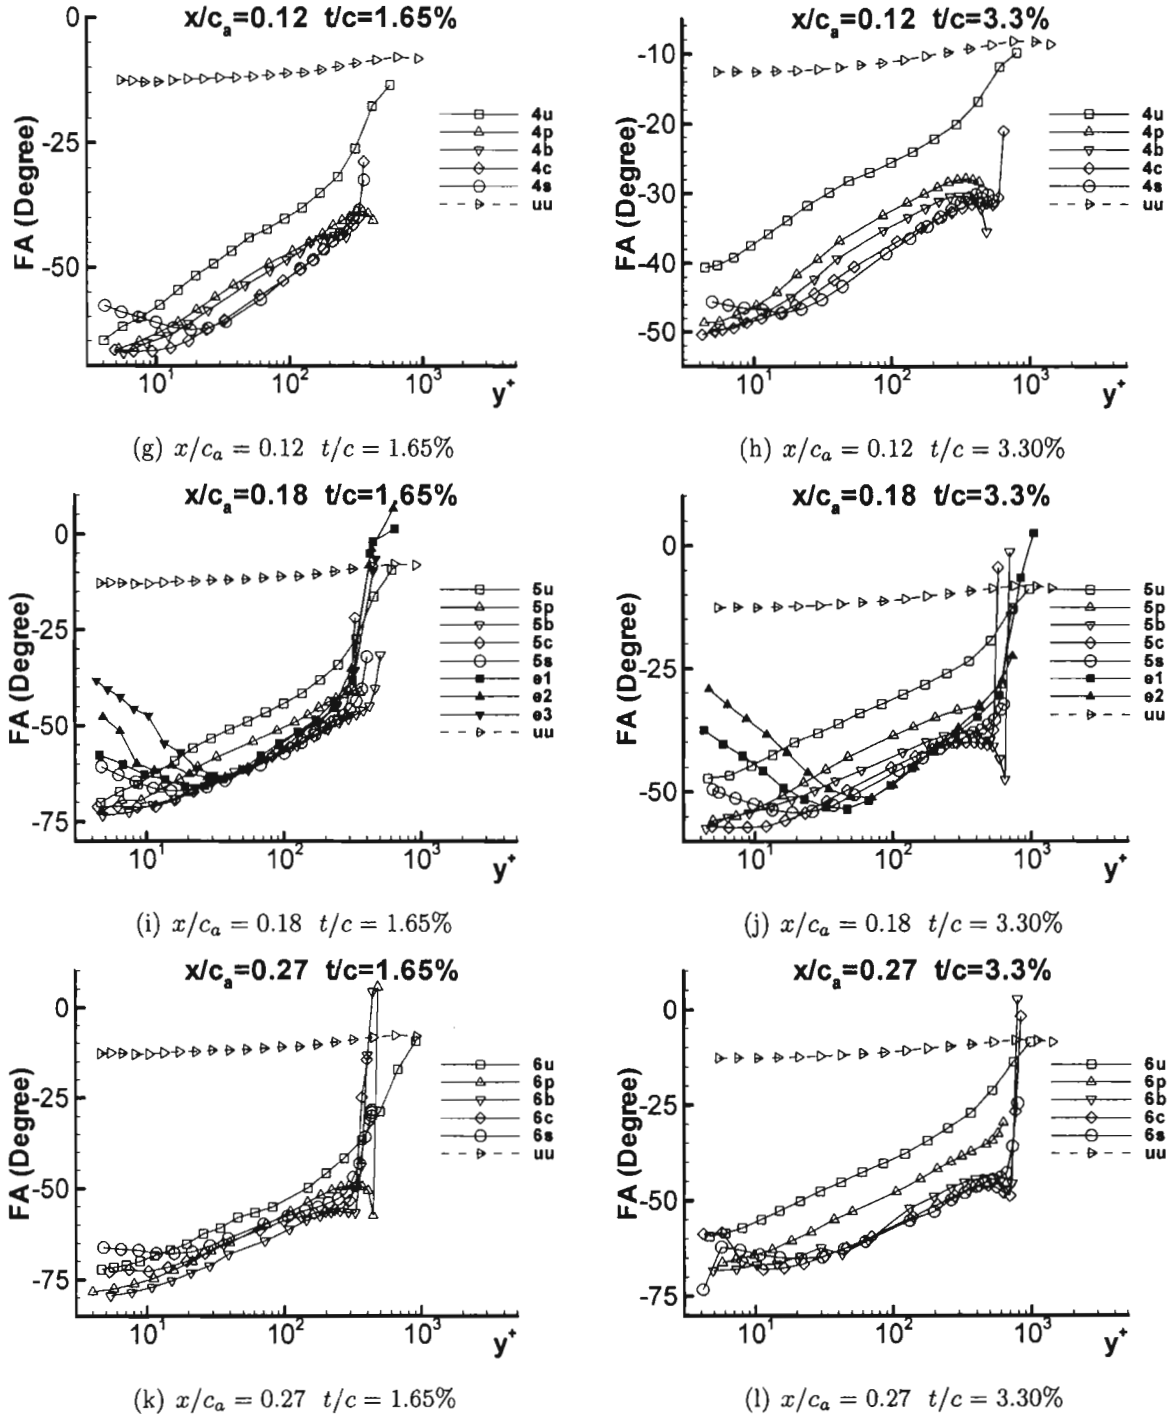 x/ca=0.12 t/c=1.65%
0
-25
-50
FA (Degree)
4u
4p
4b
4c
4s
uu
10¹ 10² 10³
y⁺
(g) x/ca = 0.12 t/c = 1.65%
x/ca=0.12 t/c=3.3%
-10
-20
-30
-40
-50
FA (Degree)
4u
4p
4b
4c
4s
uu
10¹ 10² 10³
y⁺
(h) x/ca = 0.12 t/c = 3.30%
x/ca=0.18 t/c=1.65%
0
-25
-50
-75
FA (Degree)
5u
5p
5b
5c
5s
e1
e2
e3
uu
10¹ 10² 10³
y⁺
(i) x/ca = 0.18 t/c = 1.65%
x/ca=0.18 t/c=3.3%
0
-25
-50
FA (Degree)
5u
5p
5b
5c
5s
e1
e2
uu
10¹ 10² 10³
y⁺
(j) x/ca = 0.18 t/c = 3.30%
x/ca=0.27 t/c=1.65%
0
-25
-50
-75
FA (Degree)
6u
6p
6b
6c
6s
uu
10¹ 10² 10³
y⁺
(k) x/ca = 0.27 t/c = 1.65%
x/ca=0.27 t/c=3.3%
0
-25
-50
-75
FA (Degree)
6u
6p
6b
6c
6s
uu
10¹ 10² 10³
y⁺
(l) x/ca = 0.27 t/c = 3.30%